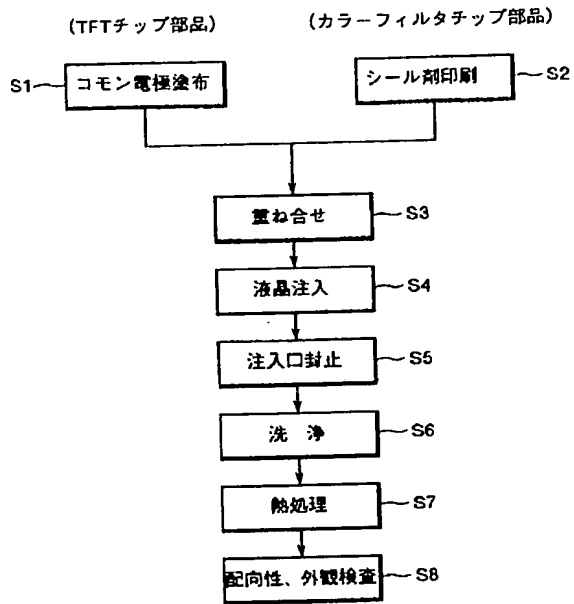 (TFTチップ部品)
(カラーフィルタチップ部品)
S1
コモン電極塗布
シール剤印刷
S2
重ね合せ
S3
液晶注入
S4
注入口封止
S5
洗 浄
S6
熱処理
S7
配向性、外観検査
S8